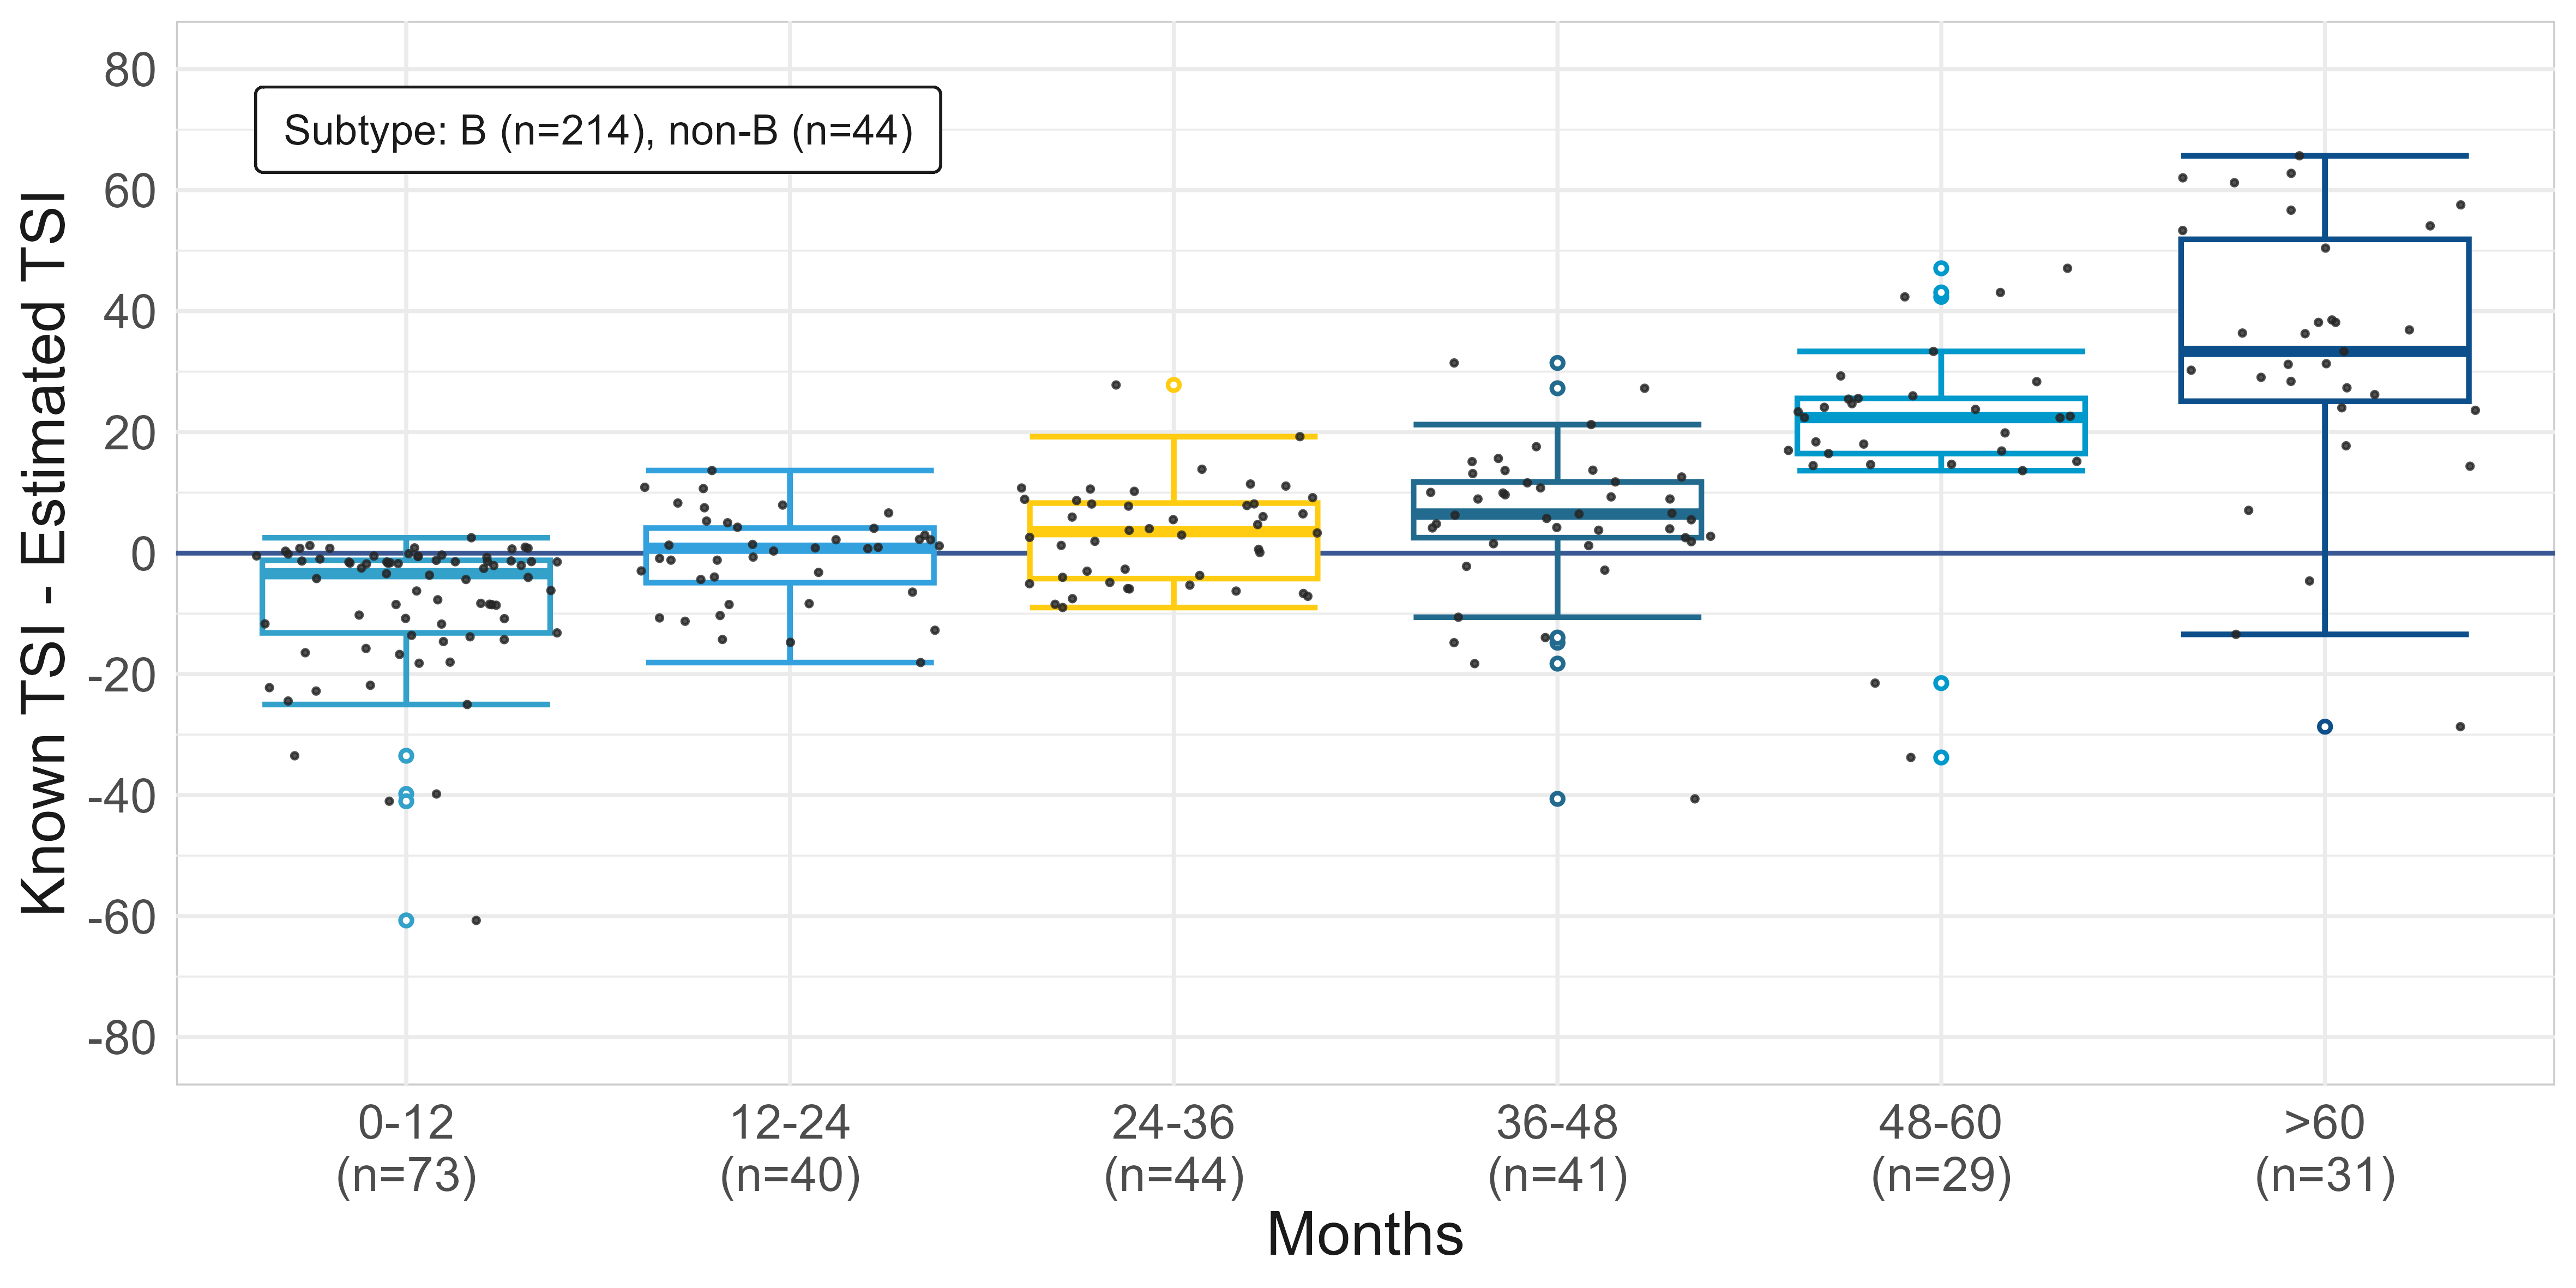 Known TSI - Estimated TSI
80
60
40
20
0
-20
-40
-60
-80
Subtype: B (n=214), non-B (n=44)
0-12 12-24 24-36 36-48 48-60 >60
(n=73) (n=40) (n=44) (n=41) (n=29) (n=31)
Months